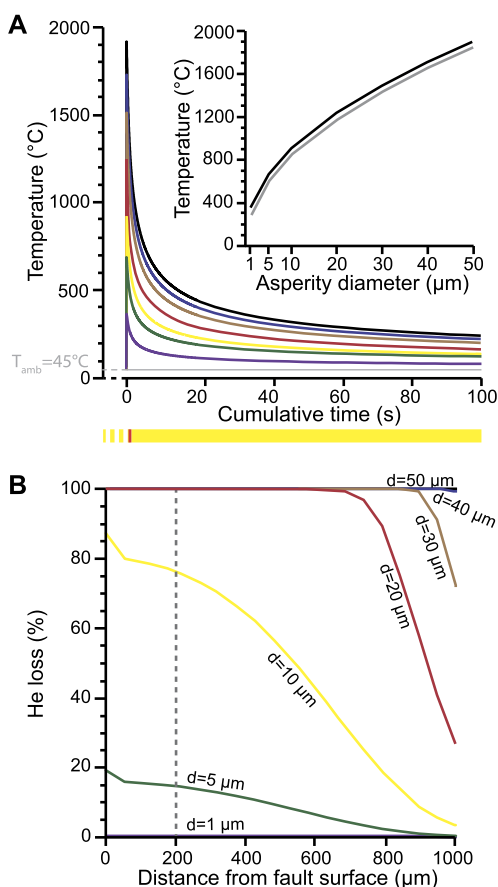 A
Temperature (°C)
2000
1500
1000
500
0
T_amb=45°C
0
20
40
60
80
100
Cumulative time (s)
Temperature (°C)
2000
1600
1200
800
400
0
1
5
10
20
30
40
50
Asperity diameter (μm)
B
He loss (%)
100
80
60
40
20
0
d=50 μm
d=40 μm
d=30 μm
d=20 μm
d=10 μm
d=5 μm
d=1 μm
0
200
400
600
800
1000
Distance from fault surface (μm)